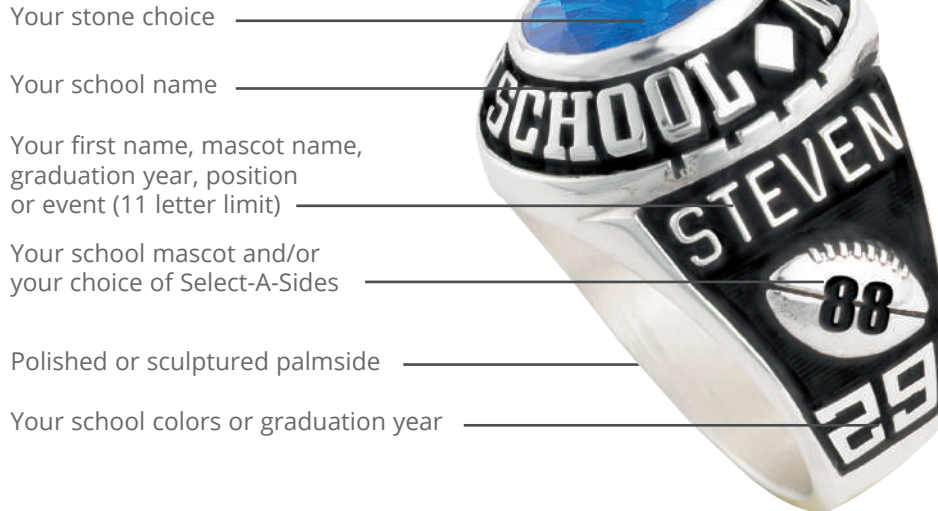 Your stone choice
Your school name
SCHOOL
Your first name, mascot name,
graduation year, position
or event (11 letter limit)
STEVEN
Your school mascot and/or
your choice of Select-A-Sides
88
Polished or sculptured palmside
Your school colors or graduation year
29